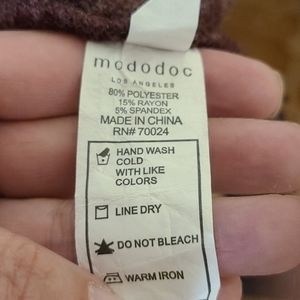 mododoc
LOS ANGELES
80% POLYESTER
15% RAYON
5% SPANDEX
MADE IN CHINA
RN# 70024
HAND WASH
COLD
WITH LIKE
COLORS
LINE DRY
DO NOT BLEACH
WARM IRON